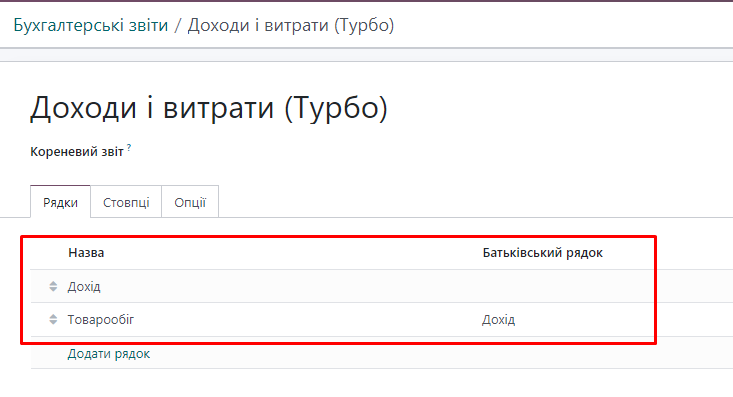 Бухгалтерські звіти / Доходи і витрати (Турбо)
Доходи і витрати (Турбо)
Кореневий звіт ?
Рядки Стовпці Опції
Назва Батьківський рядок
Дохід
Товарообіг Дохід
Додати рядок